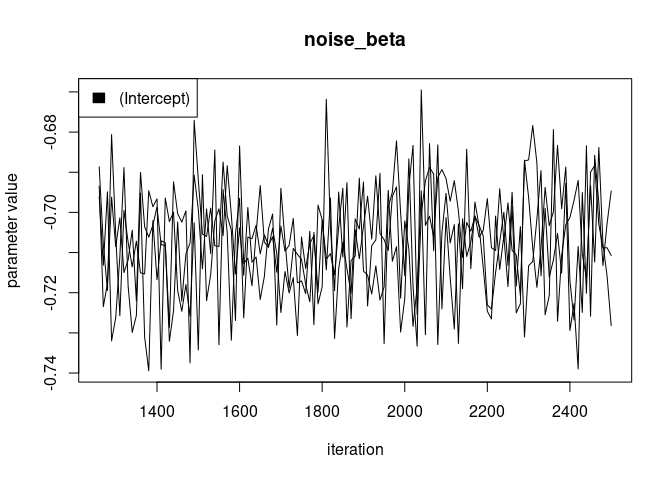 noise_beta
(Intercept)
-0.68
-0.70
-0.72
-0.74
parameter value
1400 1600 1800 2000 2200 2400
iteration